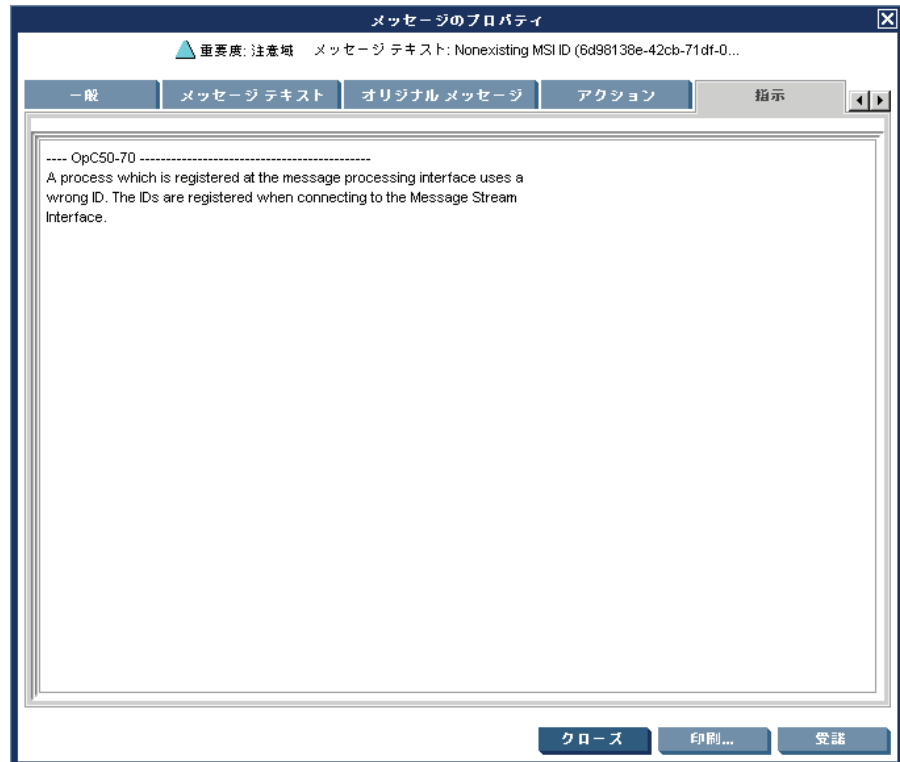 メッセージのプロパティ
重要度: 注意域 メッセージ テキスト: Nonexisting MSI ID (6d98138e-42cb-71df-0...
一般 メッセージ テキスト オリジナル メッセージ アクション 指示
---- OpC50-70 --------------------------------------------
A process which is registered at the message processing interface uses a
wrong ID. The IDs are registered when connecting to the Message Stream
Interface.
クローズ 印刷... 受諾